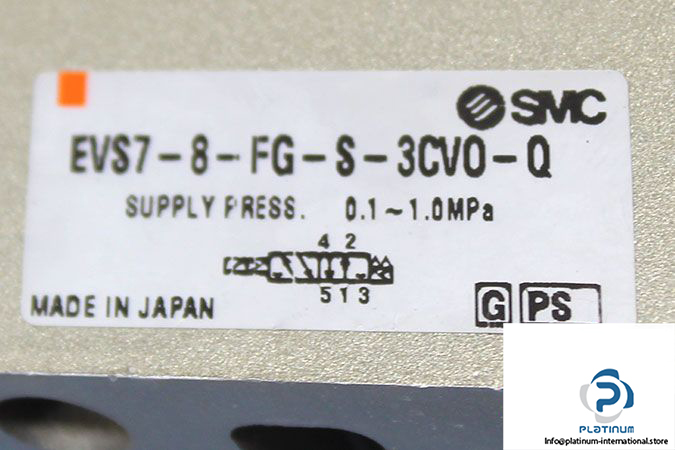 SMC
EVS7-8-FG-S-3CVO-Q
SUPPLY PRESS. 0.1~1.0MPa
4 2
5 1 3
MADE IN JAPAN
G PS
PLATINUM
Info@platinum-international.store